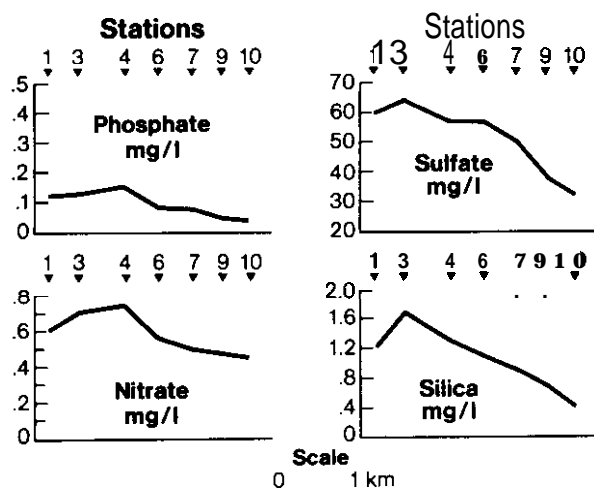 Stations
1 3 4 6 7 9 10
.5
.4
.3
.2
.1
0
Phosphate
mg/l
Stations
13 4 6 7 9 10
70
60
50
40
30
20
Sulfate
mg/l
1 3 4 6 7 9 10
.8
.6
.4
.2
0
Nitrate
mg/l
1 3 4 6 7 9 1 0
2.0
1.6
1.2
.8
.4
0
Silica
mg/l
Scale
0 1 km